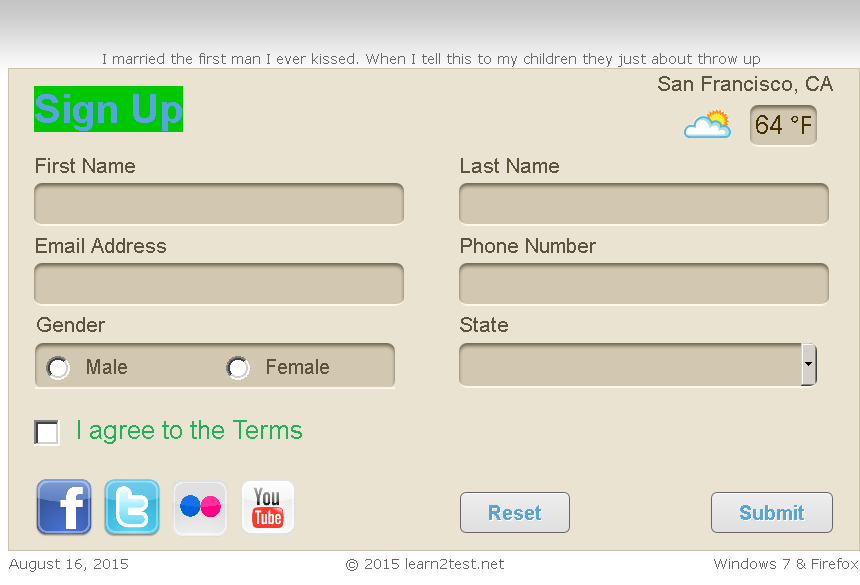 I married the first man I ever kissed. When I tell this to my children they just about throw up
San Francisco, CA
Sign Up
64 °F
First Name
Last Name
Email Address
Phone Number
Gender
State
Male
Female
I agree to the Terms
f
t
You
Tube
Reset
Submit
August 16, 2015
© 2015 learn2test.net
Windows 7 & Firefox